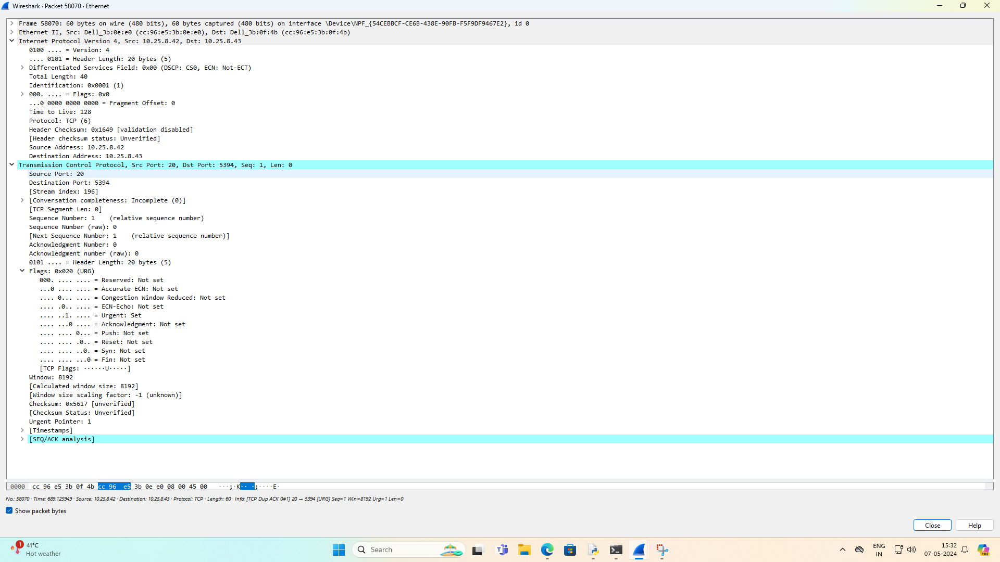 Wireshark · Packet 58070 · Ethernet
Frame 58070: 60 bytes on wire (480 bits), 60 bytes captured (480 bits) on interface \Device\NPF_{54CEBBCF-CE6B-438E-90FB-F5F9DF9467E2}, id 0
Ethernet II, Src: Dell_3b:0e:e0 (cc:96:e5:3b:0e:e0), Dst: Dell_3b:0f:4b (cc:96:e5:3b:0f:4b)
Internet Protocol Version 4, Src: 10.25.8.42, Dst: 10.25.8.43
0100 .... = Version: 4
.... 0101 = Header Length: 20 bytes (5)
Differentiated Services Field: 0x00 (DSCP: CS0, ECN: Not-ECT)
Total Length: 40
Identification: 0x0001 (1)
000. .... = Flags: 0x0
...0 0000 0000 0000 = Fragment Offset: 0
Time to Live: 128
Protocol: TCP (6)
Header Checksum: 0x1649 [validation disabled]
[Header checksum status: Unverified]
Source Address: 10.25.8.42
Destination Address: 10.25.8.43
Transmission Control Protocol, Src Port: 20, Dst Port: 5394, Seq: 1, Len: 0
Source Port: 20
Destination Port: 5394
[Stream index: 196]
[Conversation completeness: Incomplete (0)]
[TCP Segment Len: 0]
Sequence Number: 1    (relative sequence number)
Sequence Number (raw): 0
[Next Sequence Number: 1    (relative sequence number)]
Acknowledgment Number: 0
Acknowledgment number (raw): 0
0101 .... = Header Length: 20 bytes (5)
Flags: 0x020 (URG)
000. .... .... = Reserved: Not set
...0 .... .... = Accurate ECN: Not set
.... 0... .... = Congestion Window Reduced: Not set
.... .0.. .... = ECN-Echo: Not set
.... ..1. .... = Urgent: Set
.... ...0 .... = Acknowledgment: Not set
.... .... 0... = Push: Not set
.... .... .0.. = Reset: Not set
.... .... ..0. = Syn: Not set
.... .... ...0 = Fin: Not set
[TCP Flags: ······U·····]
Window: 8192
[Calculated window size: 8192]
[Window size scaling factor: -1 (unknown)]
Checksum: 0x5617 [unverified]
[Checksum Status: Unverified]
Urgent Pointer: 1
[Timestamps]
[SEQ/ACK analysis]
0000 cc 96 e5 3b 0f 4b cc 96 e5 3b 0e e0 08 00 45 00 ···;·K·· ·;····E·
No.: 58070 · Time: 689.125949 · Source: 10.25.8.42 · Destination: 10.25.8.43 · Protocol: TCP · Length: 60 · Info: [TCP Dup ACK 0#1] 20 → 5394 [URG] Seq=1 Win=8192 Urg=1 Len=0
Show packet bytes
Close Help
1 41°C
Hot weather
Search
PRE
ENG
IN
15:32
07-05-2024